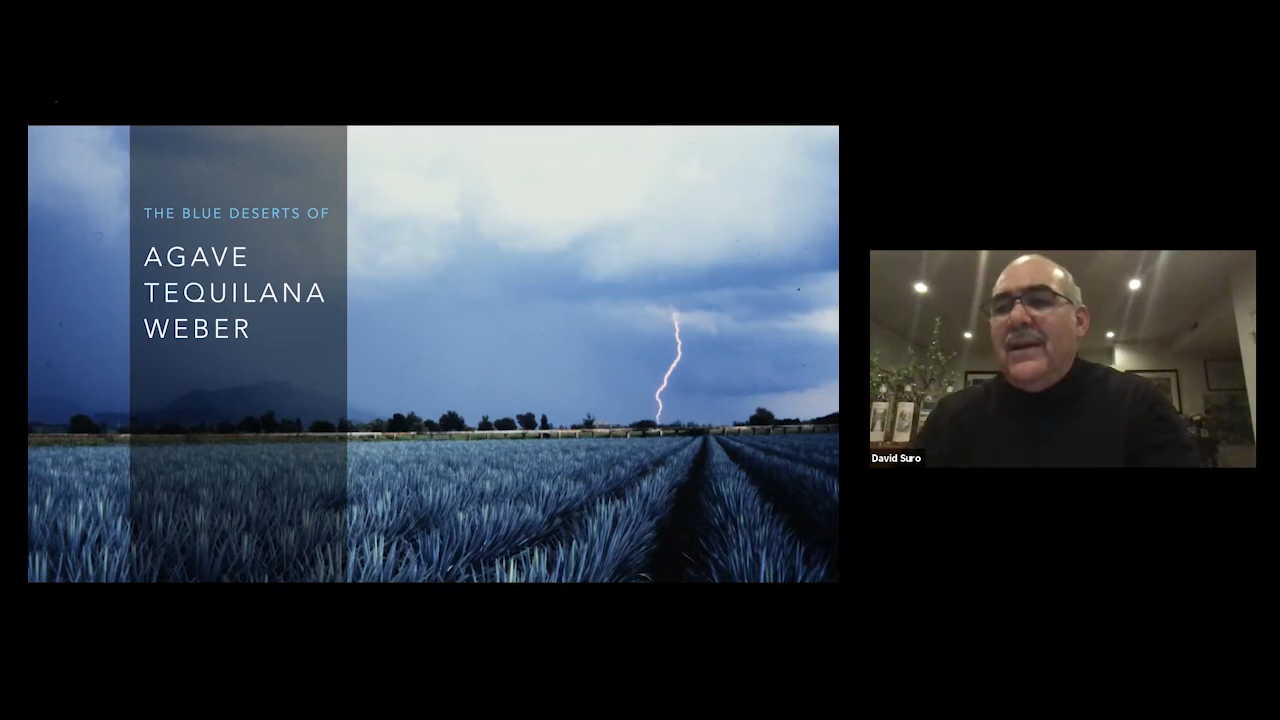 THE BLUE DESERTS OF
AGAVE
TEQUILANA
WEBER
David Suro